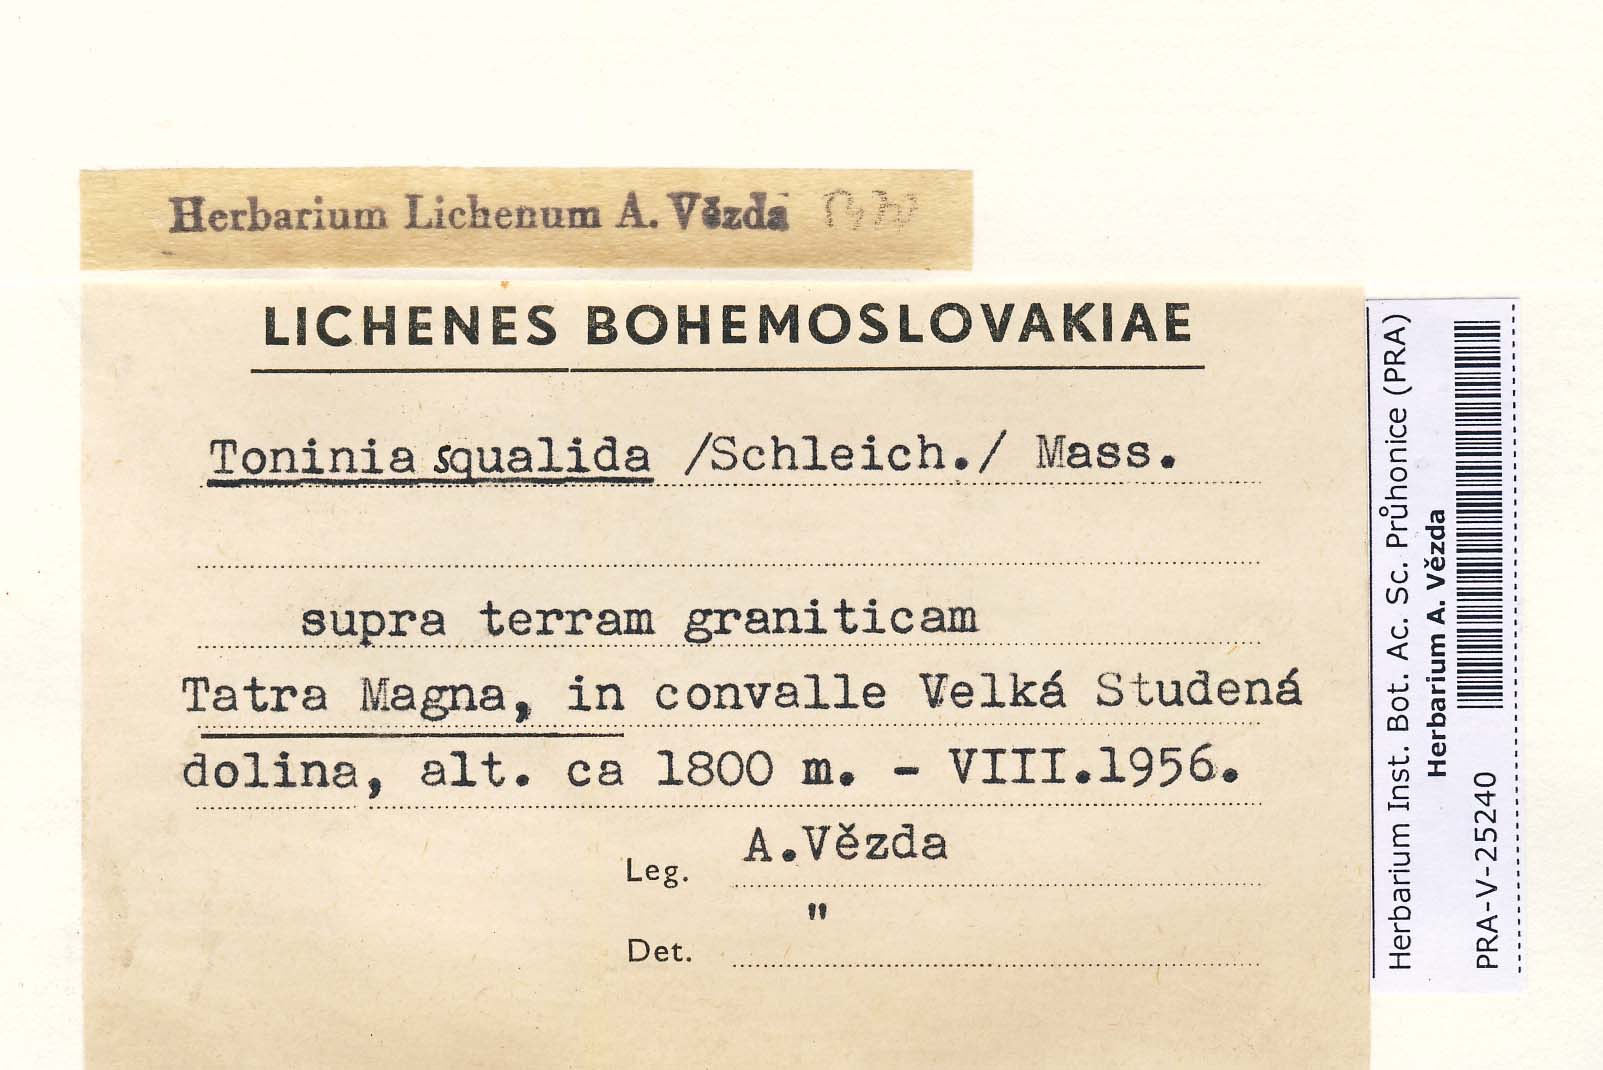 Herbarium Lichenum A. Vězda
LICHENES BOHEMOSLOVAKIAE
Toninia squalida /Schleich./ Mass.
supra terram graniticam
Tatra Magna, in convalle Velká Studená
dolina, alt. ca 1800 m. - VIII.1956.
A.Vězda
Leg.
"
Det.
Herbarium Inst. Bot. Ac. Sc. Průhonice (PRA)
Herbarium A. Vězda
PRA-V-25240